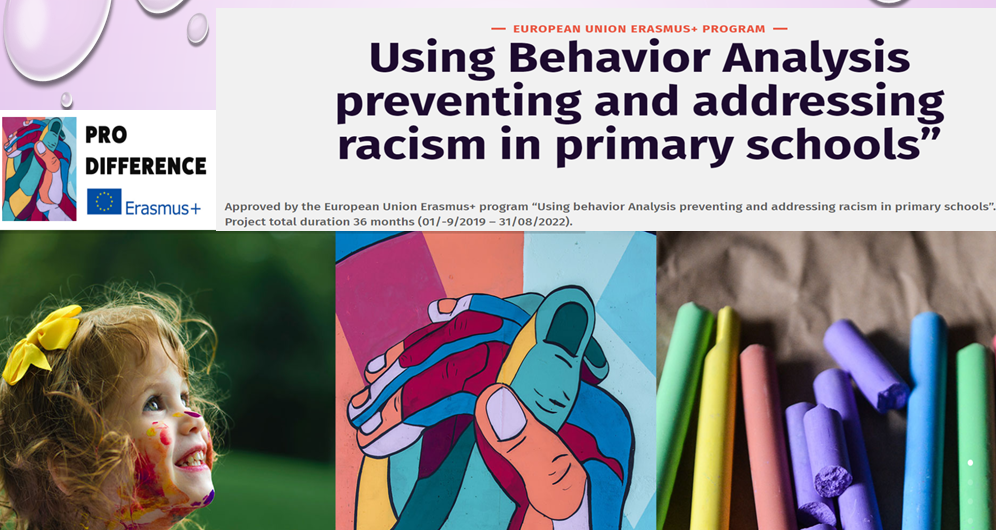 EUROPEAN UNION ERASMUS+ PROGRAM
Using Behavior Analysis
preventing and addressing
racism in primary schools”
PRO
DIFFERENCE
Erasmus+
Approved by the European Union Erasmus+ program “Using behavior Analysis preventing and addressing racism in primary schools”.
Project total duration 36 months (01/-9/2019 – 31/08/2022).